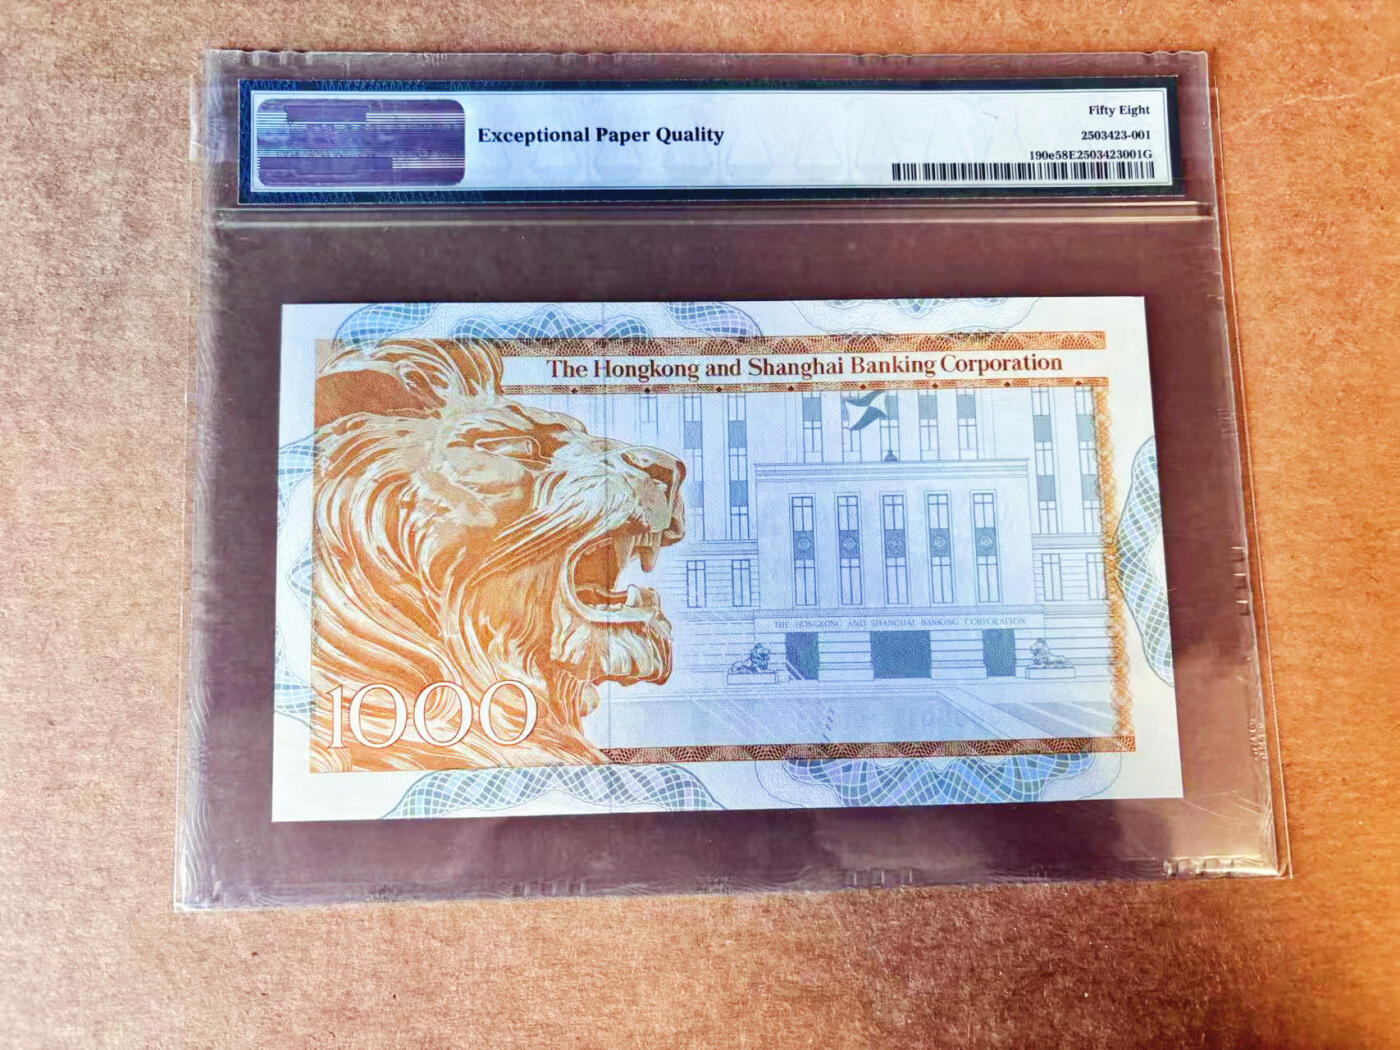 Exceptional Paper Quality
Fifty Eight
2503423-001
190e58E2503423001G
The Hongkong and Shanghai Banking Corporation
THE HONGKONG AND SHANGHAI BANKING CORPORATION
1000